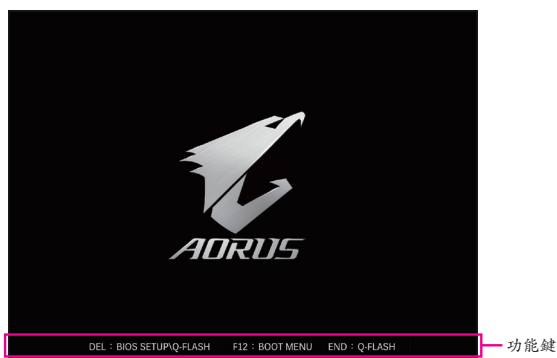 AORUS
DEL : BIOS SETUP\Q-FLASH F12 : BOOT MENU END : Q-FLASH
功能鍵